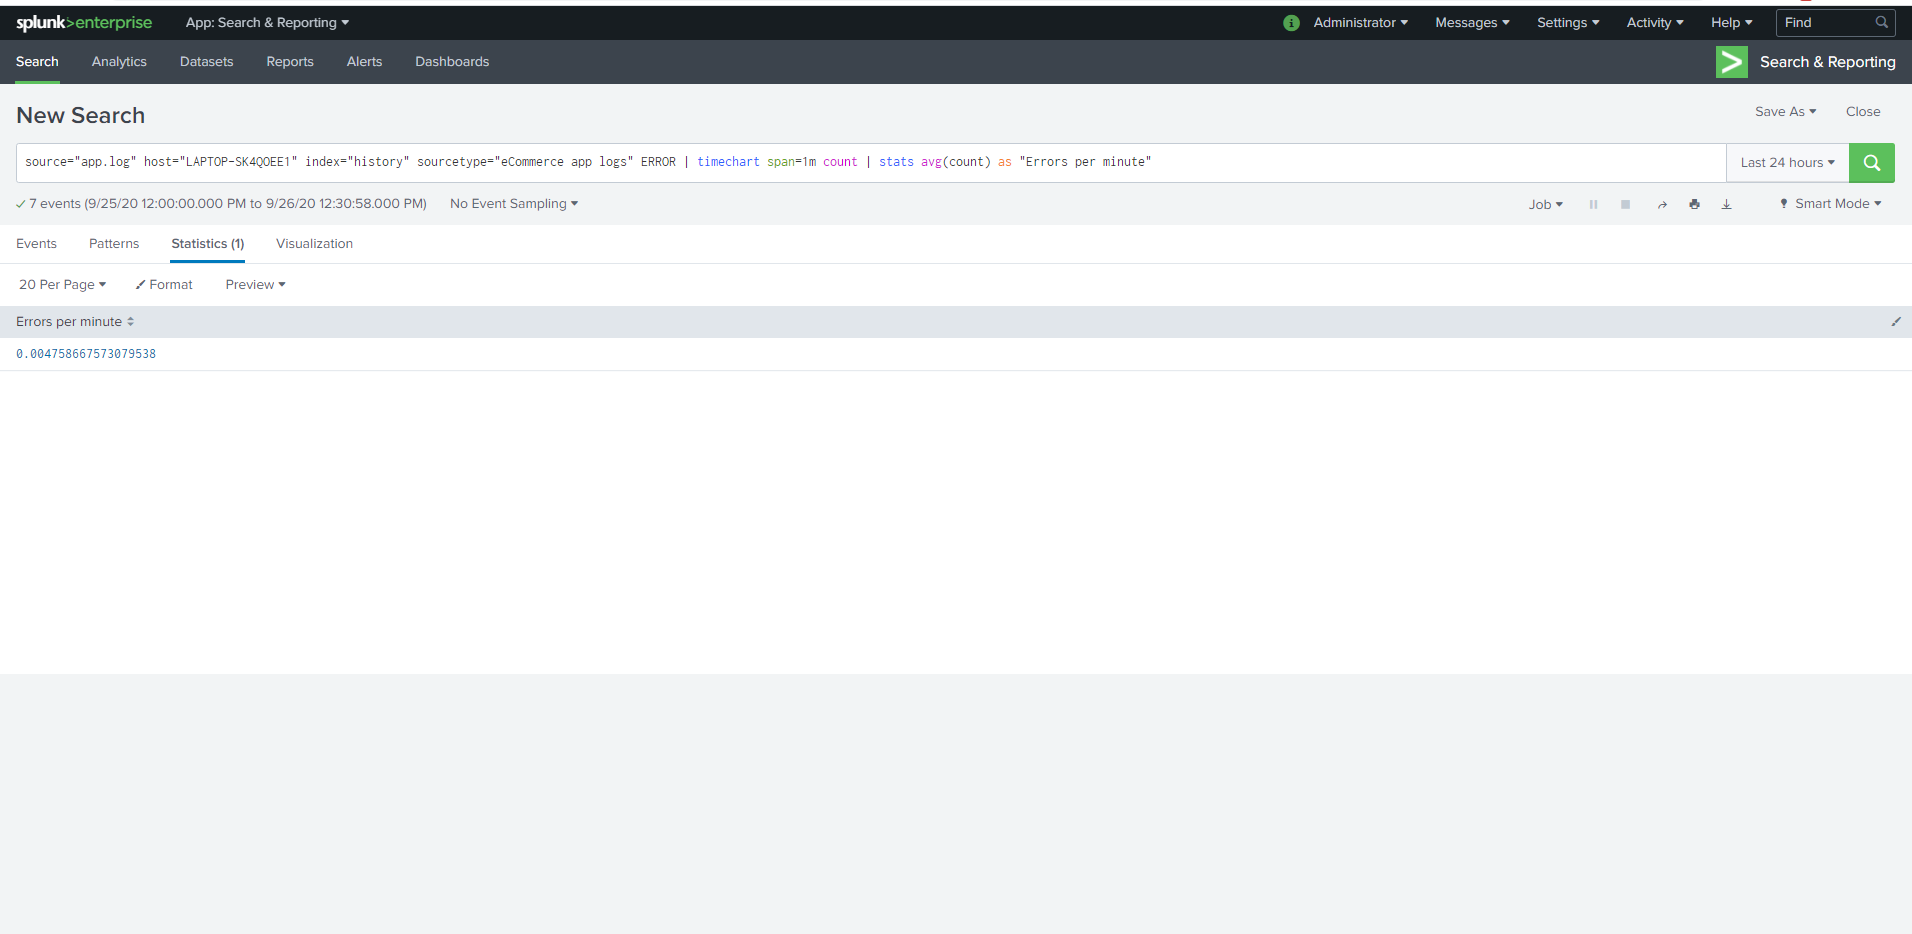 splunk>enterprise App: Search & Reporting Administrator Messages Settings Activity Help Find
Search Analytics Datasets Reports Alerts Dashboards Search & Reporting
New Search Save As Close
source="app.log" host="LAPTOP-SK4QOEE1" index="history" sourcetype="eCommerce app logs" ERROR | timechart span=1m count | stats avg(count) as "Errors per minute" Last 24 hours
7 events (9/25/20 12:00:00.000 PM to 9/26/20 12:30:58.000 PM) No Event Sampling Job Smart Mode
Events Patterns Statistics (1) Visualization
20 Per Page Format Preview
Errors per minute
0.004758667573079538